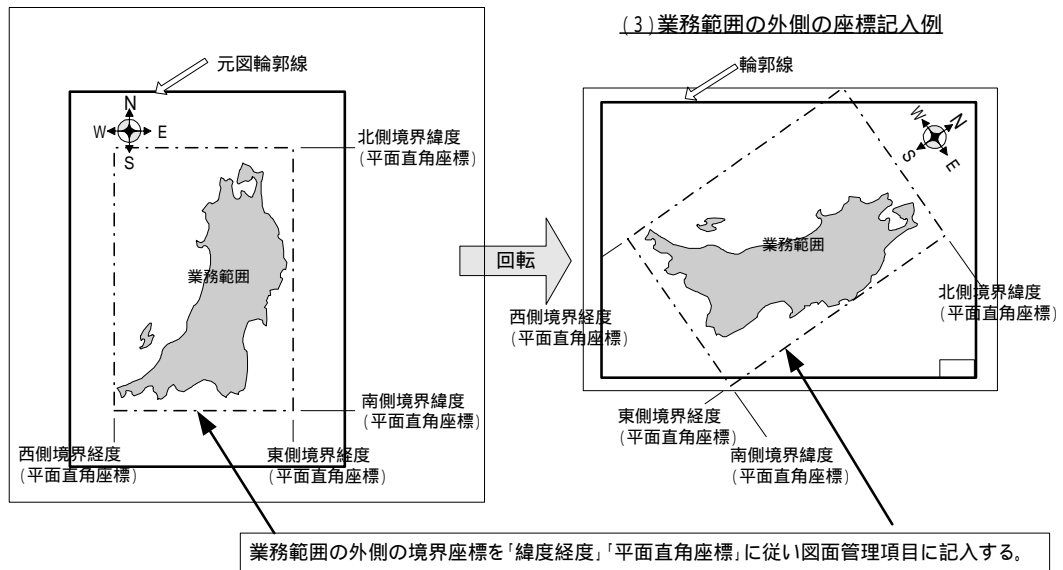 (3)業務範囲の外側の座標記入例
元図輪郭線
N
W
E
S
北側境界緯度
(平面直角座標)
業務範囲
南側境界緯度
(平面直角座標)
西側境界経度
(平面直角座標)
東側境界経度
(平面直角座標)
回転
輪郭線
W
N
S
E
業務範囲
北側境界緯度
(平面直角座標)
西側境界経度
(平面直角座標)
東側境界経度
(平面直角座標)
南側境界緯度
(平面直角座標)
業務範囲の外側の境界座標を「緯度経度」「平面直角座標」に従い図面管理項目に記入する。